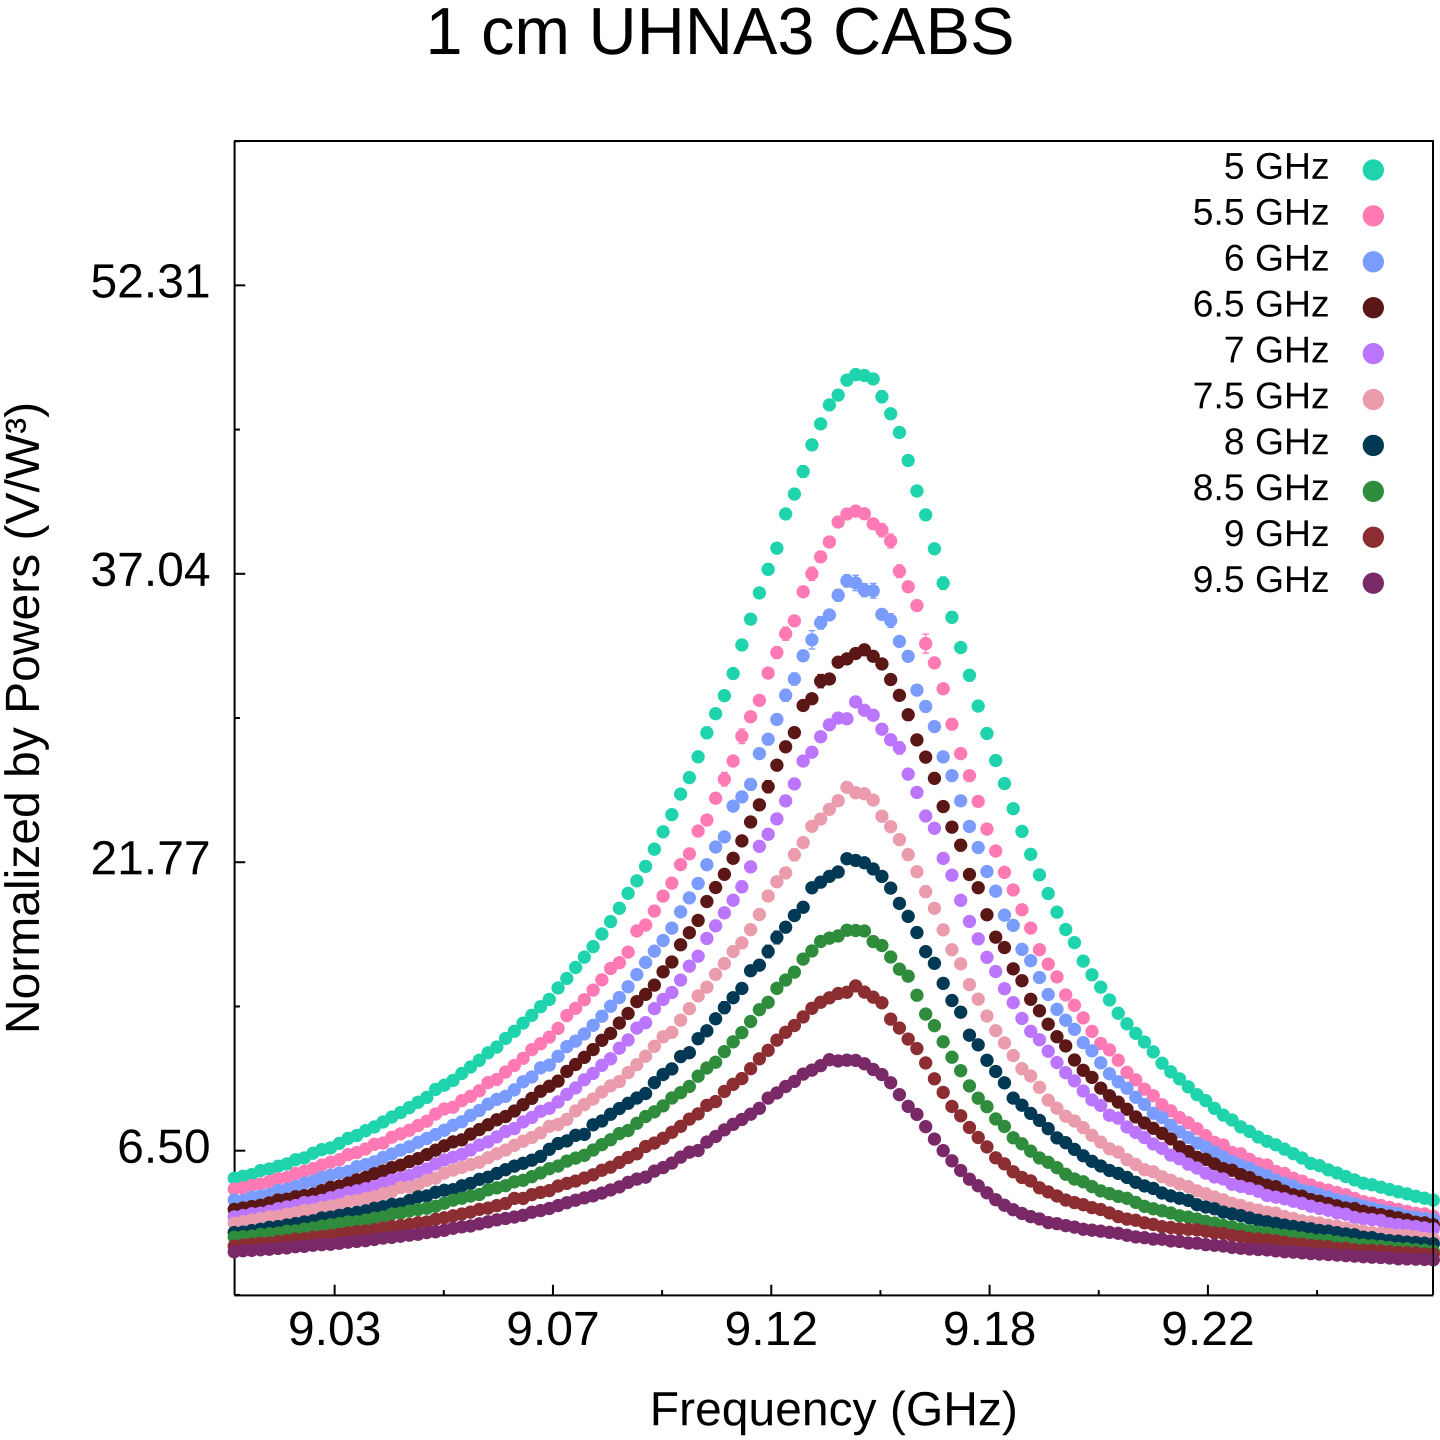 1 cm UHNA3 CABS
5 GHz
5.5 GHz
6 GHz
6.5 GHz
7 GHz
7.5 GHz
8 GHz
8.5 GHz
9 GHz
9.5 GHz
Normalized by Powers (V/W³)
52.31
37.04
21.77
6.50
9.03 9.07 9.12 9.18 9.22
Frequency (GHz)